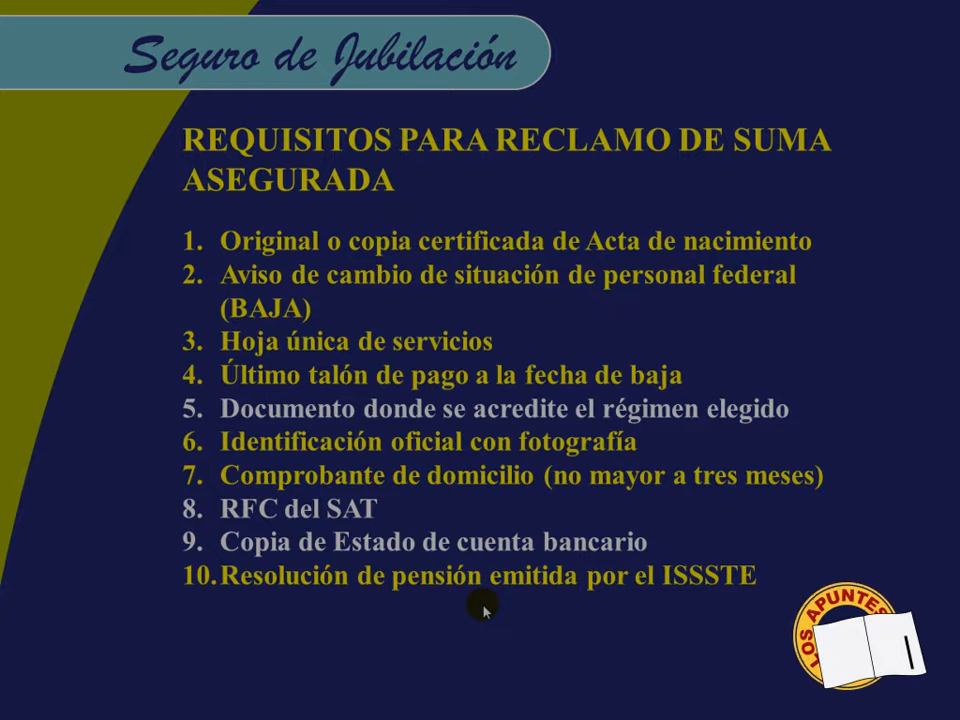 Seguro de Jubilación
REQUISITOS PARA RECLAMO DE SUMA
ASEGURADA
1. Original o copia certificada de Acta de nacimiento
2. Aviso de cambio de situación de personal federal
(BAJA)
3. Hoja única de servicios
4. Último talón de pago a la fecha de baja
5. Documento donde se acredite el régimen elegido
6. Identificación oficial con fotografía
7. Comprobante de domicilio (no mayor a tres meses)
8. RFC del SAT
9. Copia de Estado de cuenta bancario
10. Resolución de pensión emitida por el ISSSTE
LOS APUNTES